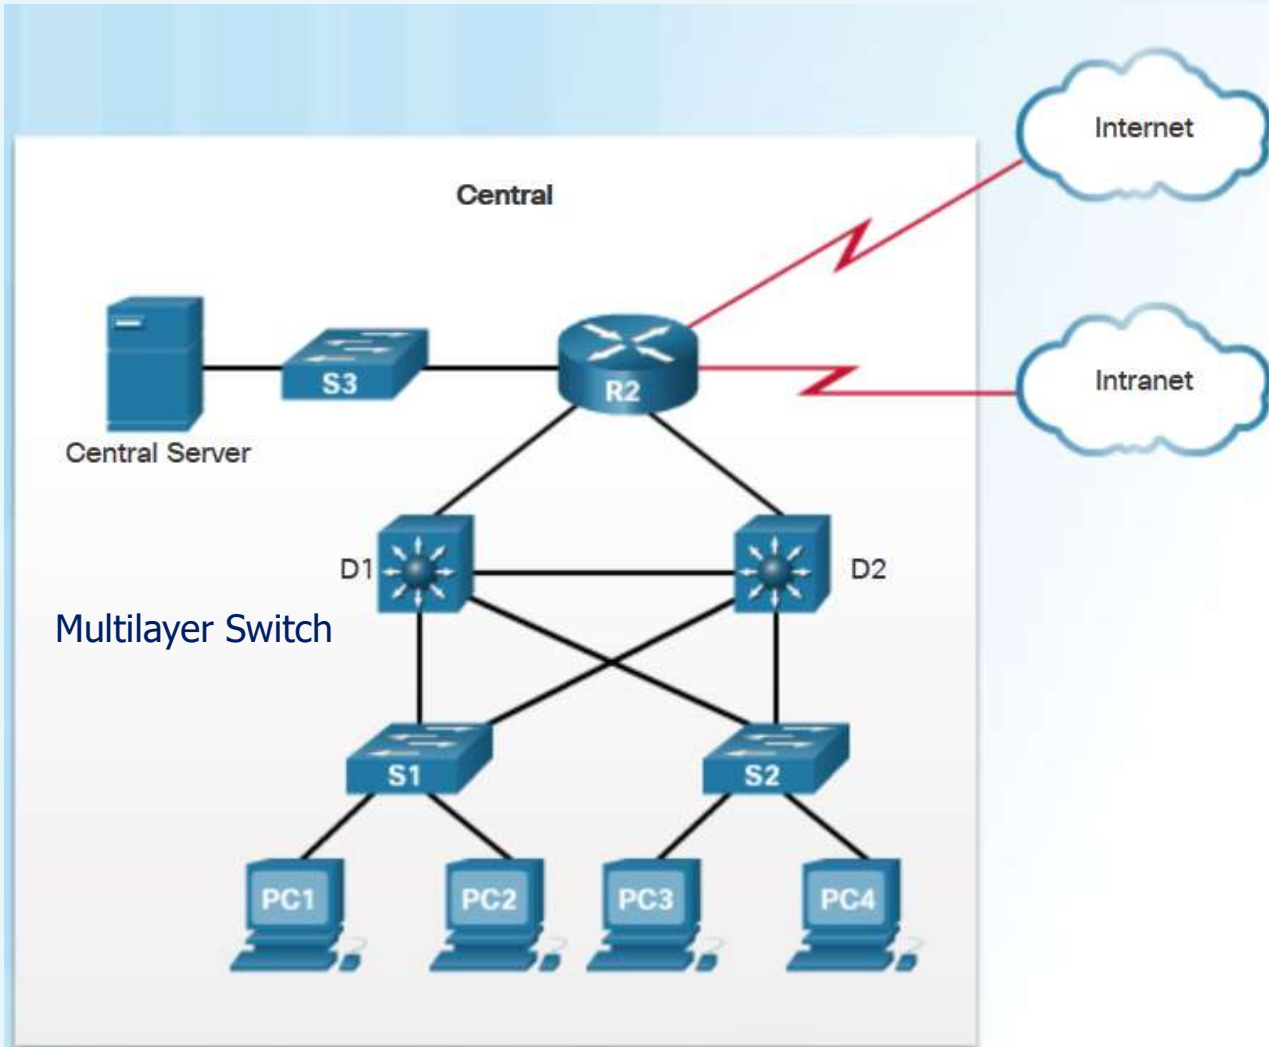 Internet
Central
Intranet
S3
R2
Central Server
D1
D2
Multilayer Switch
S1
S2
PC1
PC2
PC3
PC4